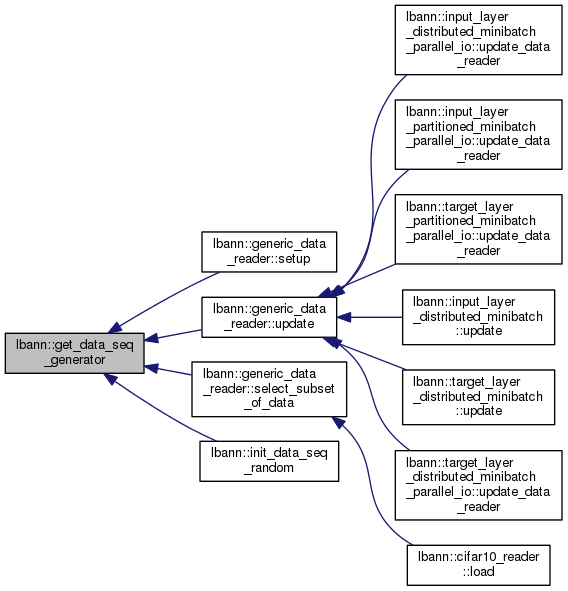 lbann::input_layer
_distributed_minibatch
_parallel_io::update_data
_reader
lbann::input_layer
_partitioned_minibatch
_parallel_io::update_data
_reader
lbann::target_layer
_partitioned_minibatch
_parallel_io::update_data
_reader
lbann::generic_data
_reader::setup
lbann::generic_data
_reader::update
lbann::input_layer
_distributed_minibatch
::update
lbann::get_data_seq
_generator
lbann::generic_data
_reader::select_subset
_of_data
lbann::target_layer
_distributed_minibatch
::update
lbann::init_data_seq
_random
lbann::target_layer
_distributed_minibatch
_parallel_io::update_data
_reader
lbann::cifar10_reader
::load